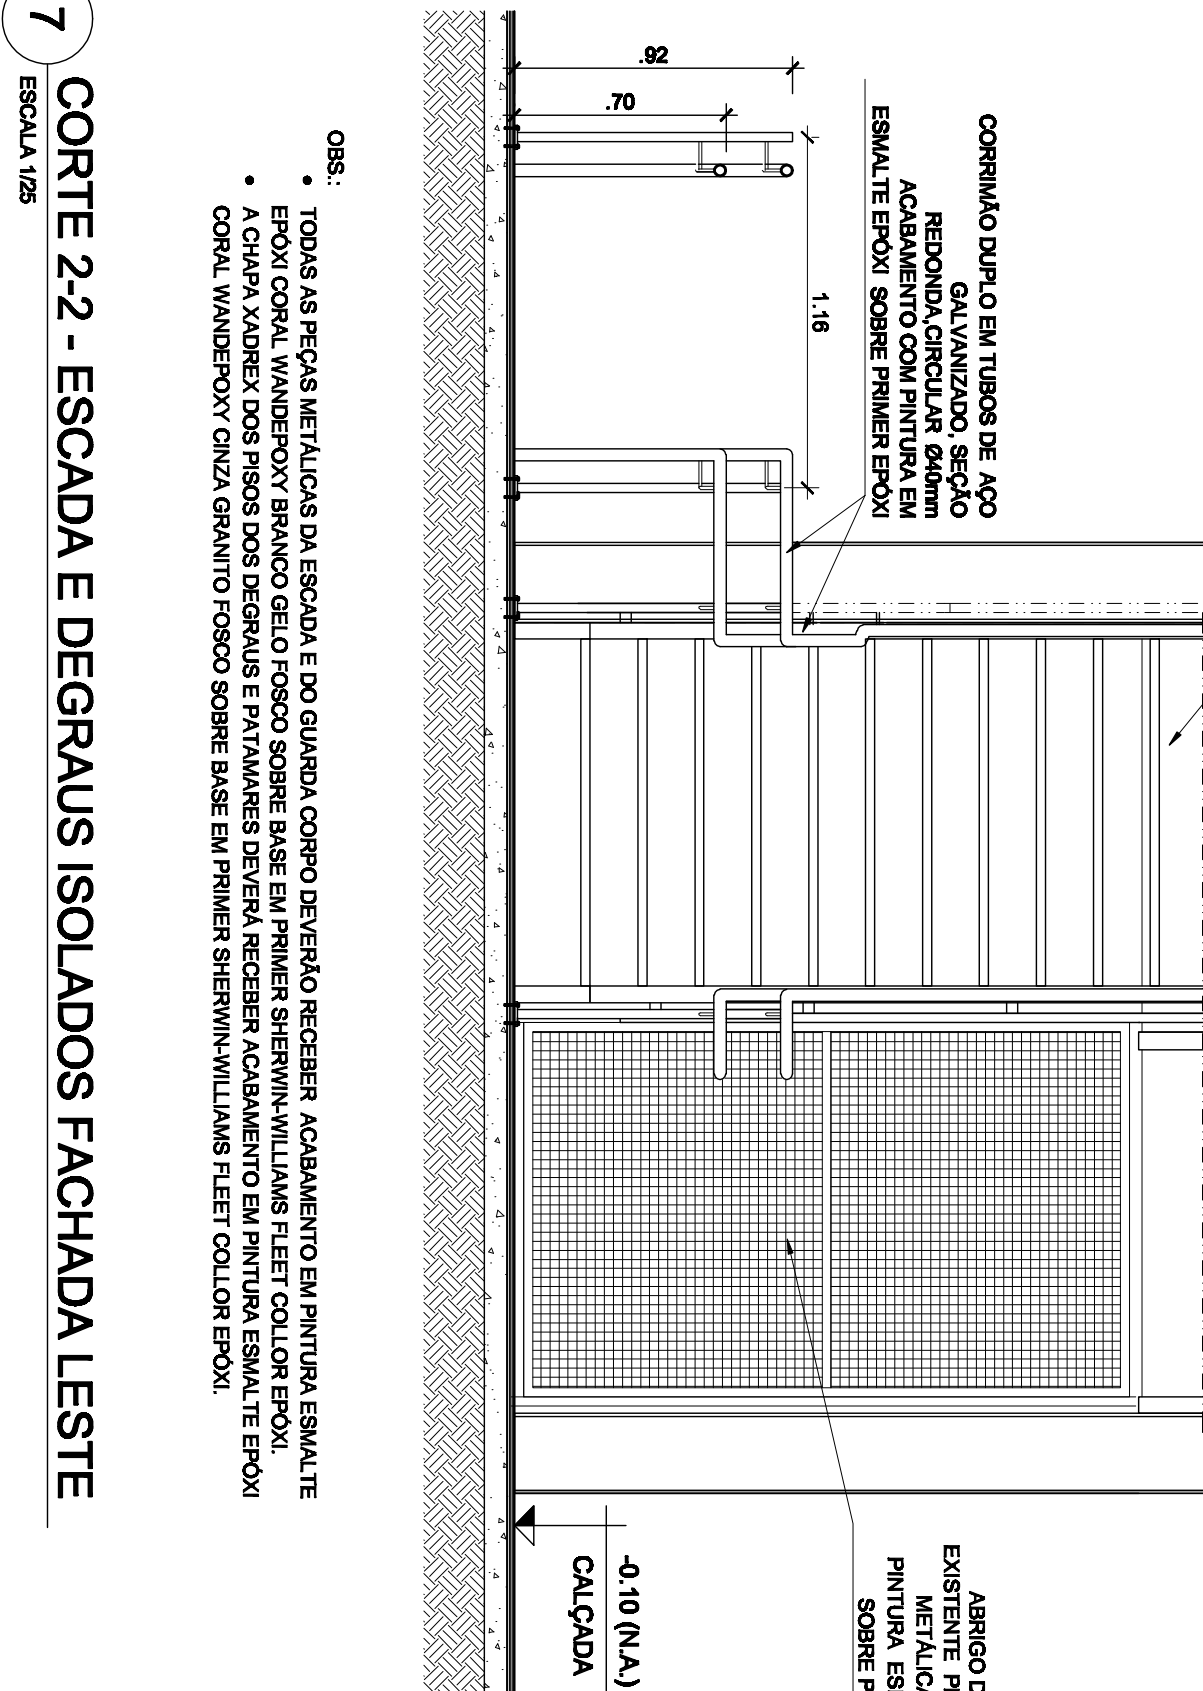 CORRIMÃO DUPLO EM TUBOS DE AÇO
GALVANIZADO, SEÇÃO
REDONDA,CIRCULAR Ø40mm
ACABAMENTO COM PINTURA EM
ESMALTE EPÓXI SOBRE PRIMER EPÓXI
.92
.70
1.16
ABRIGO
EXISTENTE
METÁLICA
PINTURA
SOBRE
-0.10 (N.A.)
CALÇADA
OBS.:
• TODAS AS PEÇAS METÁLICAS DA ESCADA E DO GUARDA CORPO DEVERÃO RECEBER ACABAMENTO EM PINTURA ESMALTE
EPÓXI CORAL WANDEPOXY BRANCO GELO FOSCO SOBRE BASE EM PRIMER SHERWIN-WILLIAMS FLEET COLLOR EPÓXI.
• A CHAPA XADREX DOS PISOS DOS DEGRAUS E PATAMARES DEVERÁ RECEBER ACABAMENTO EM PINTURA ESMALTE EPÓXI
CORAL WANDEPOXY CINZA GRANITO FOSCO SOBRE BASE EM PRIMER SHERWIN-WILLIAMS FLEET COLLOR EPÓXI.
7
CORTE 2-2 - ESCADA E DEGRAUS ISOLADOS FACHADA LESTE
ESCALA 1/25